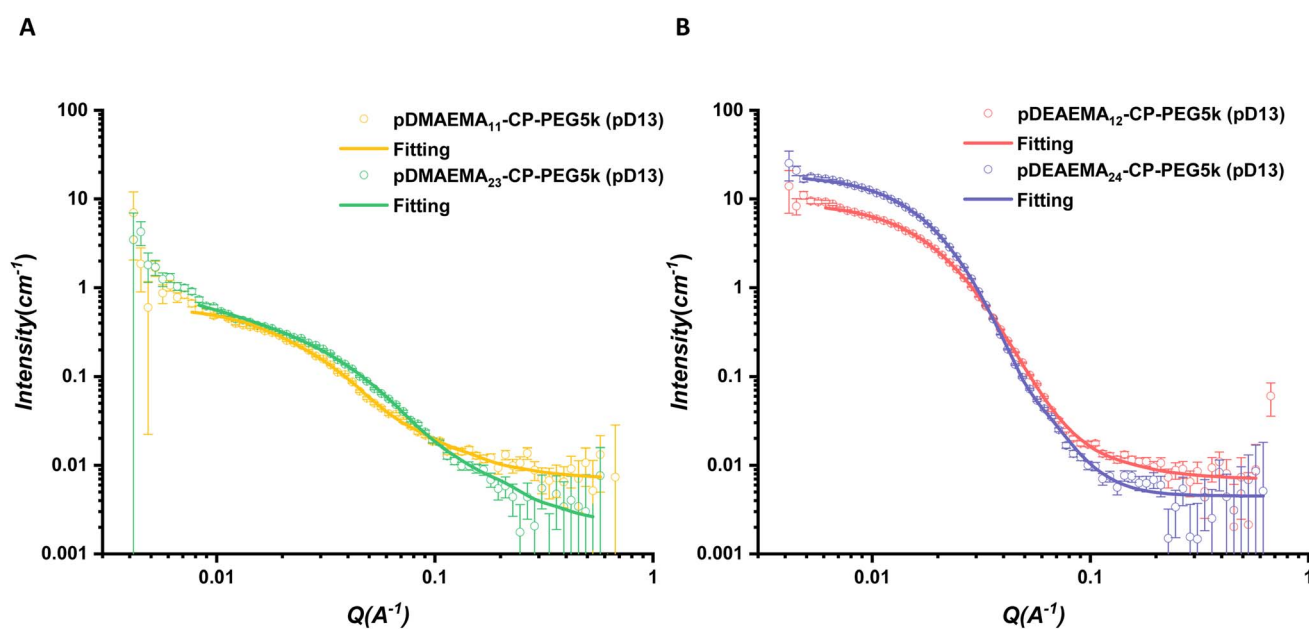 A
pDMAEMA₁₁-CP-PEG5k (pD13)
Fitting
pDMAEMA₂₃-CP-PEG5k (pD13)
Fitting
100
10
1
0.1
0.01
0.001
Intensity(cm⁻¹)
0.01
0.1
1
Q(A⁻¹)
B
pDEAEMA₁₂-CP-PEG5k (pD13)
Fitting
pDEAEMA₂₄-CP-PEG5k (pD13)
Fitting
100
10
1
0.1
0.01
0.001
Intensity(cm⁻¹)
0.01
0.1
1
Q(A⁻¹)